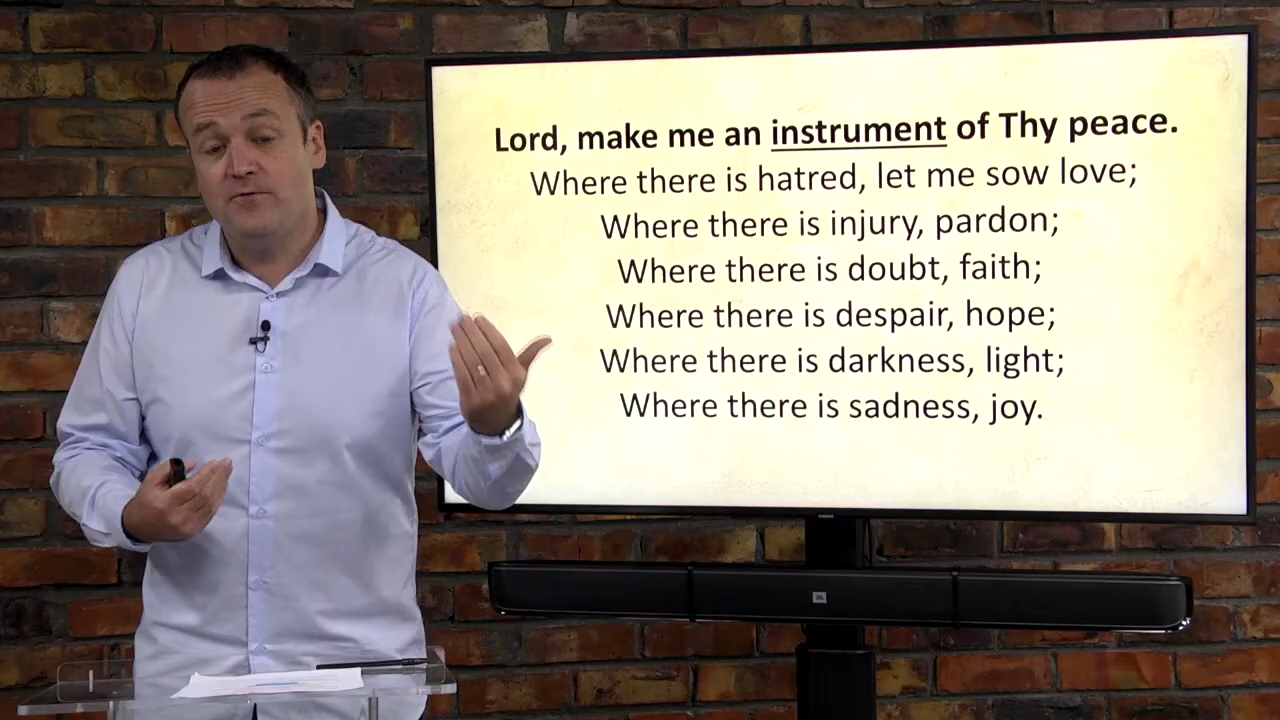 Lord, make me an instrument of Thy peace.
Where there is hatred, let me sow love;
Where there is injury, pardon;
Where there is doubt, faith;
Where there is despair, hope;
Where there is darkness, light;
Where there is sadness, joy.
JBL